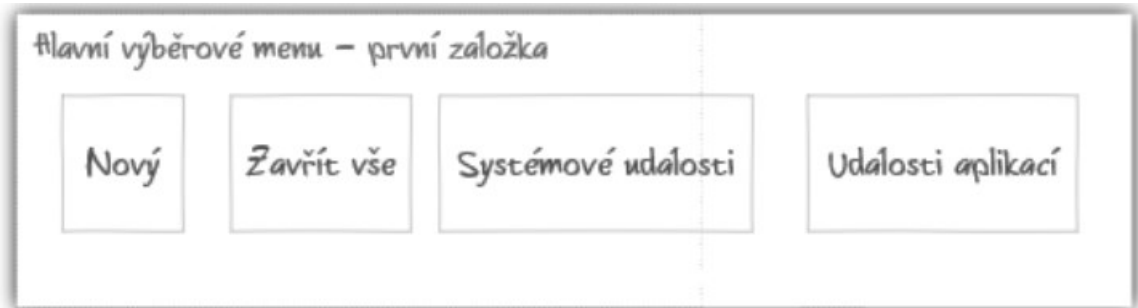 Hlavní výběrové menu – první záložka
Nový
Zavřít vše
Systémové události
Události aplikací